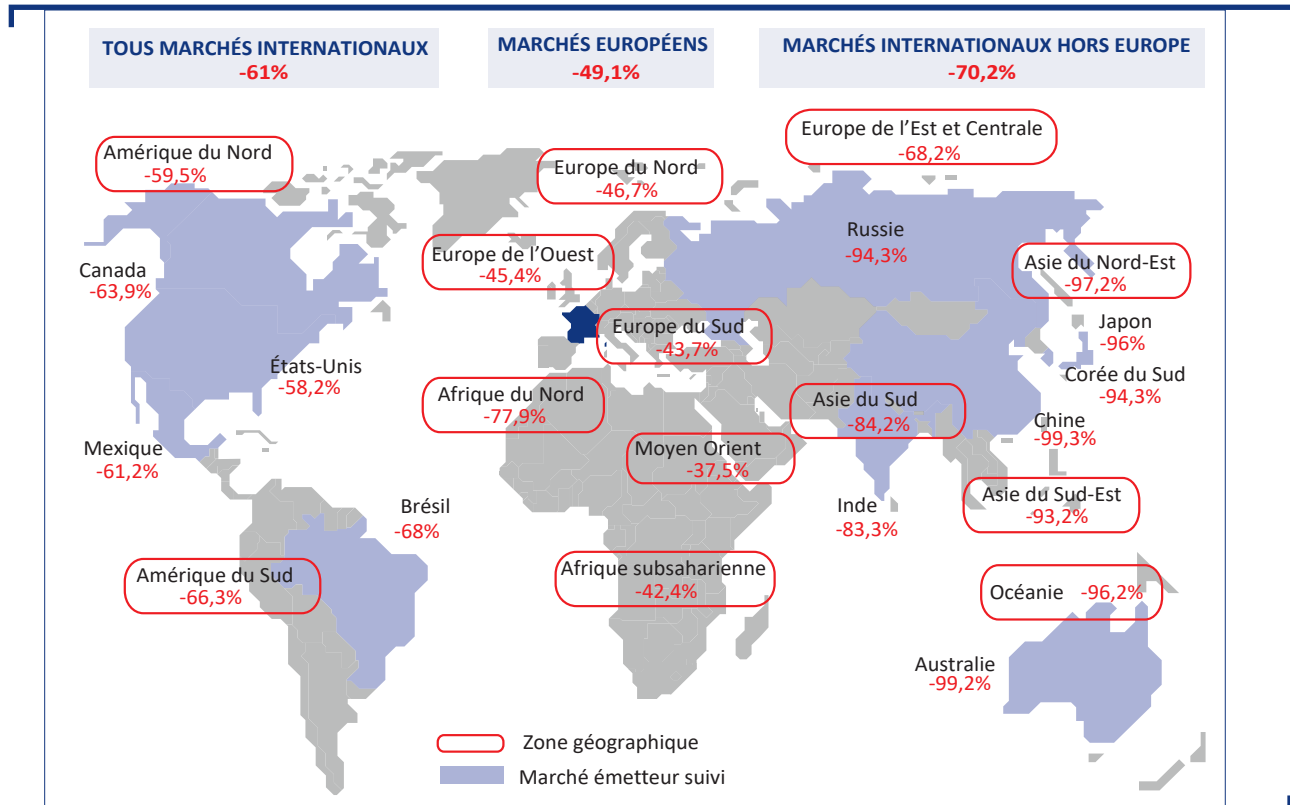 TOUS MARCHÉS INTERNATIONAUX
-61%
MARCHÉS EUROPÉENS
-49,1%
MARCHÉS INTERNATIONAUX HORS EUROPE
-70,2%
Amérique du Nord
-59,5%
Europe du Nord
-46,7%
Europe de l’Est et Centrale
-68,2%
Canada
-63,9%
Europe de l’Ouest
-45,4%
Russie
-94,3%
Asie du Nord-Est
-97,2%
États-Unis
-58,2%
Europe du Sud
-43,7%
Japon
-96%
Corée du Sud
-94,3%
Afrique du Nord
-77,9%
Asie du Sud
-84,2%
Chine
-99,3%
Mexique
-61,2%
Moyen Orient
-37,5%
Brésil
-68%
Inde
-83,3%
Asie du Sud-Est
-93,2%
Amérique du Sud
-66,3%
Afrique subsaharienne
-42,4%
Océanie -96,2%
Australie
-99,2%
Zone géographique
Marché émetteur suivi